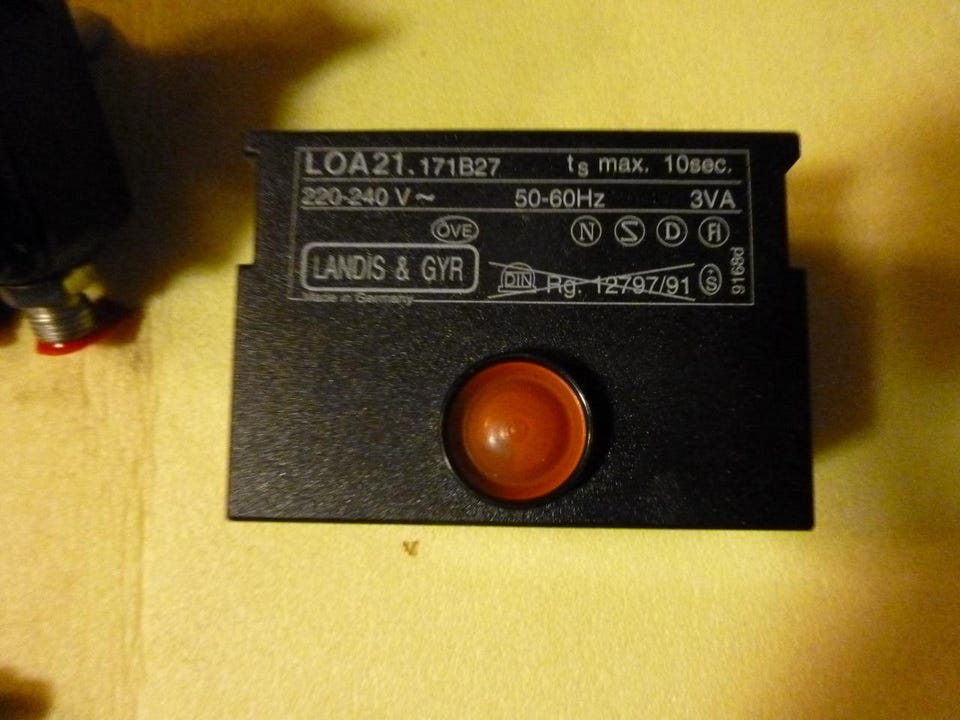 LOA21.171B27 ts max. 10sec.
220-240 V ~ 50-60Hz 3VA
ÖVE N S D FI
LANDIS & GYR DIN Rg. 12797/91 S
Made in Germany
91168d